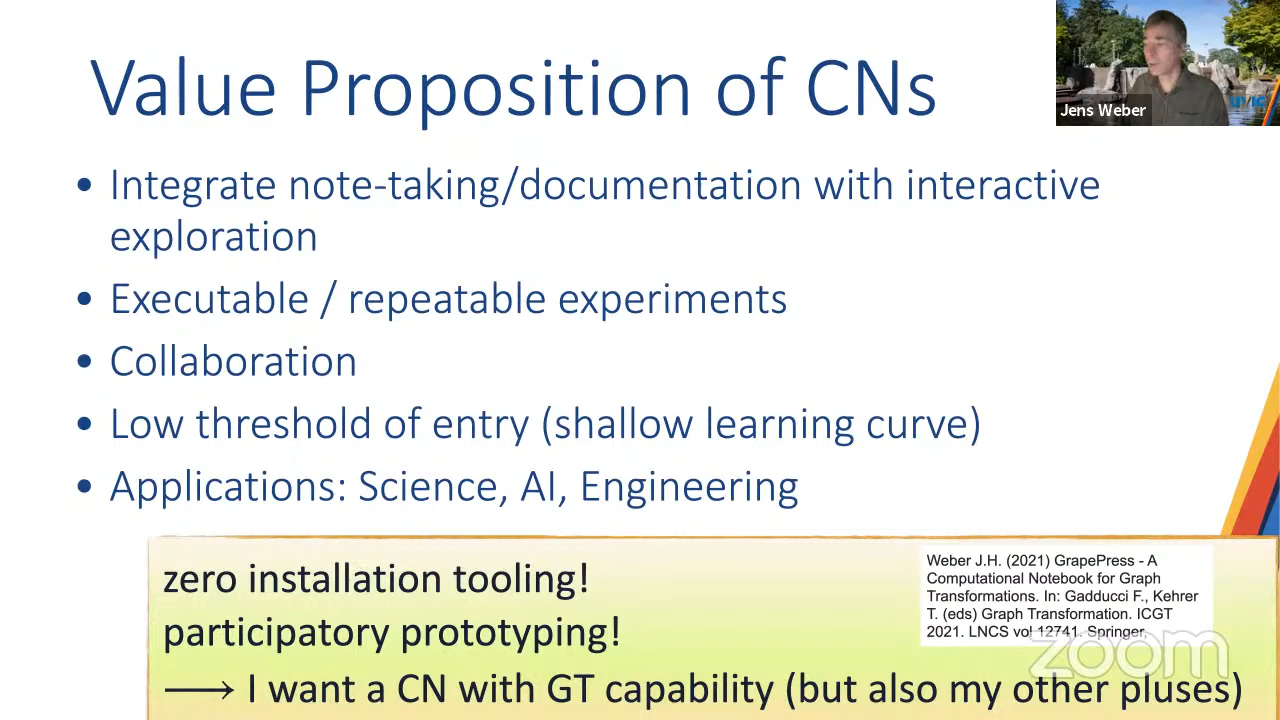 Value Proposition of CNs
UVIC
Jens Weber
• Integrate note-taking/documentation with interactive
exploration
• Executable / repeatable experiments
• Collaboration
• Low threshold of entry (shallow learning curve)
• Applications: Science, AI, Engineering
zero installation tooling!
participatory prototyping!
⟶ I want a CN with GT capability (but also my other pluses)
Weber J.H. (2021) GrapePress - A
Computational Notebook for Graph
Transformations. In: Gadducci F., Kehrer
T. (eds) Graph Transformation. ICGT
2021. LNCS vol 12741. Springer,
zoom